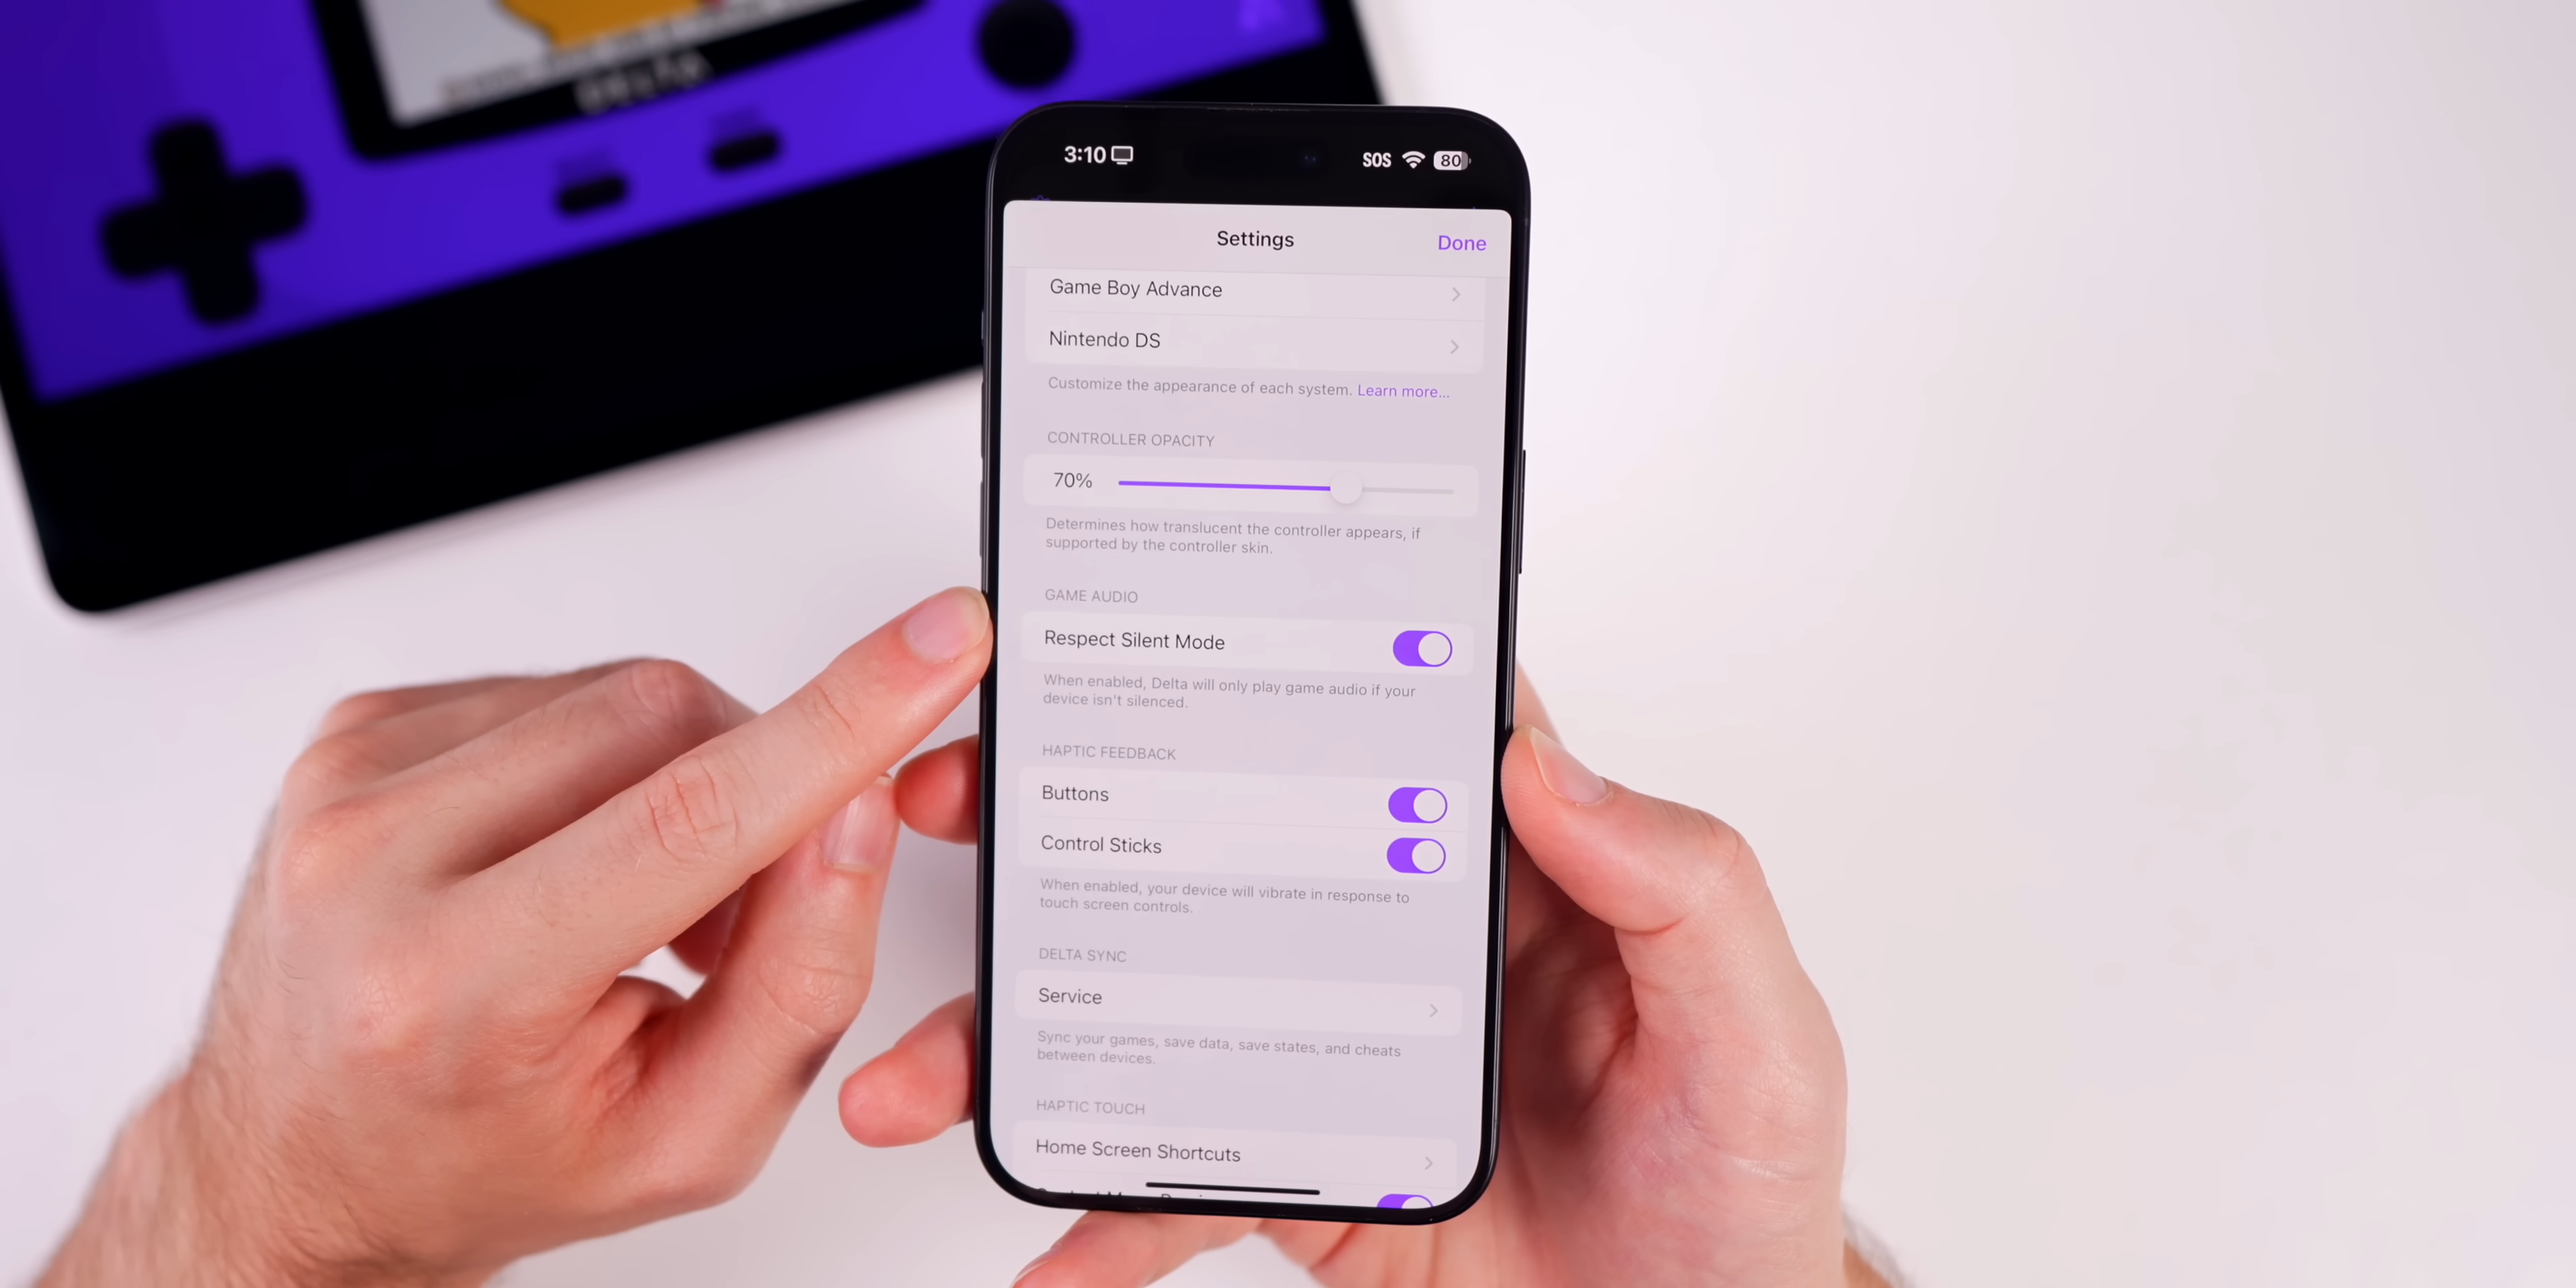 DELTA
3:10
SOS
80
Settings
Done
Game Boy Advance
Nintendo DS
Customize the appearance of each system. Learn more...
CONTROLLER OPACITY
70%
Determines how translucent the controller appears, if
supported by the controller skin.
GAME AUDIO
Respect Silent Mode
When enabled, Delta will only play game audio if your
device isn't silenced.
HAPTIC FEEDBACK
Buttons
Control Sticks
When enabled, your device will vibrate in response to
touch screen controls.
DELTA SYNC
Service
Sync your games, save data, save states, and cheats
between devices.
HAPTIC TOUCH
Home Screen Shortcuts